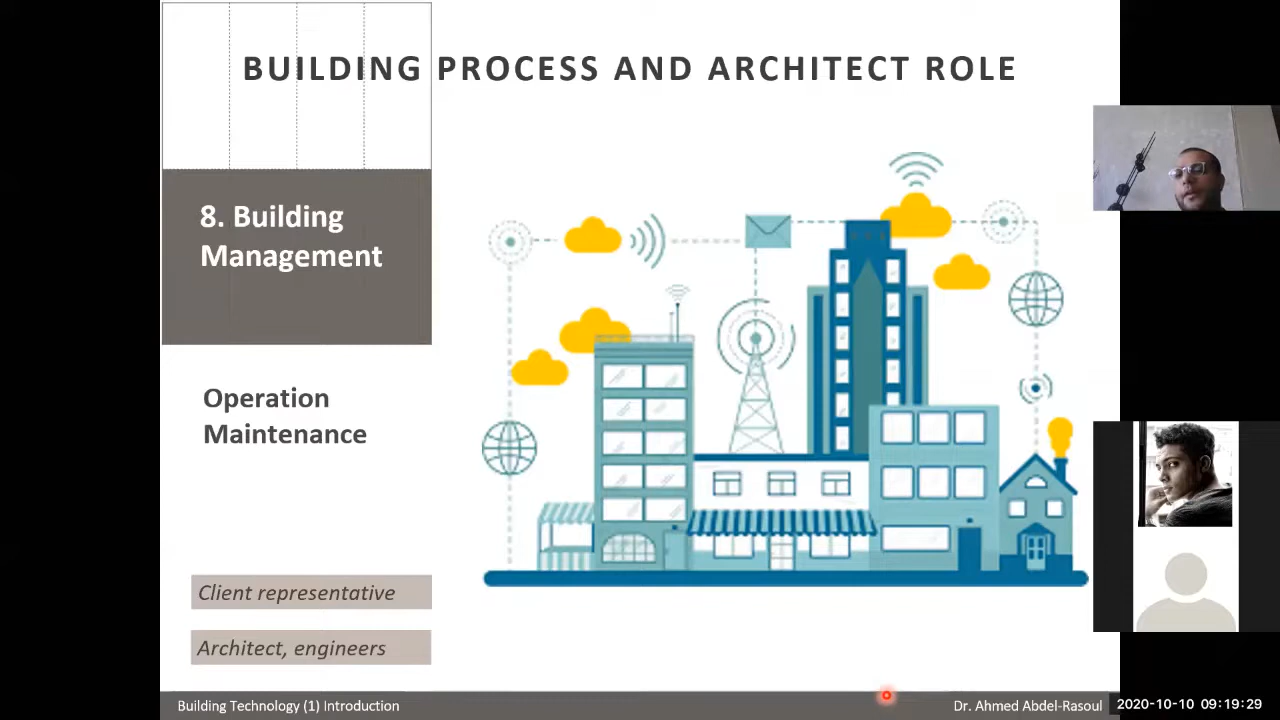 BUILDING PROCESS AND ARCHITECT ROLE
8. Building
Management
Operation
Maintenance
Client representative
Architect, engineers
Building Technology (1) Introduction
Dr. Ahmed Abdel-Rasoul
2020-10-10 09:19:29